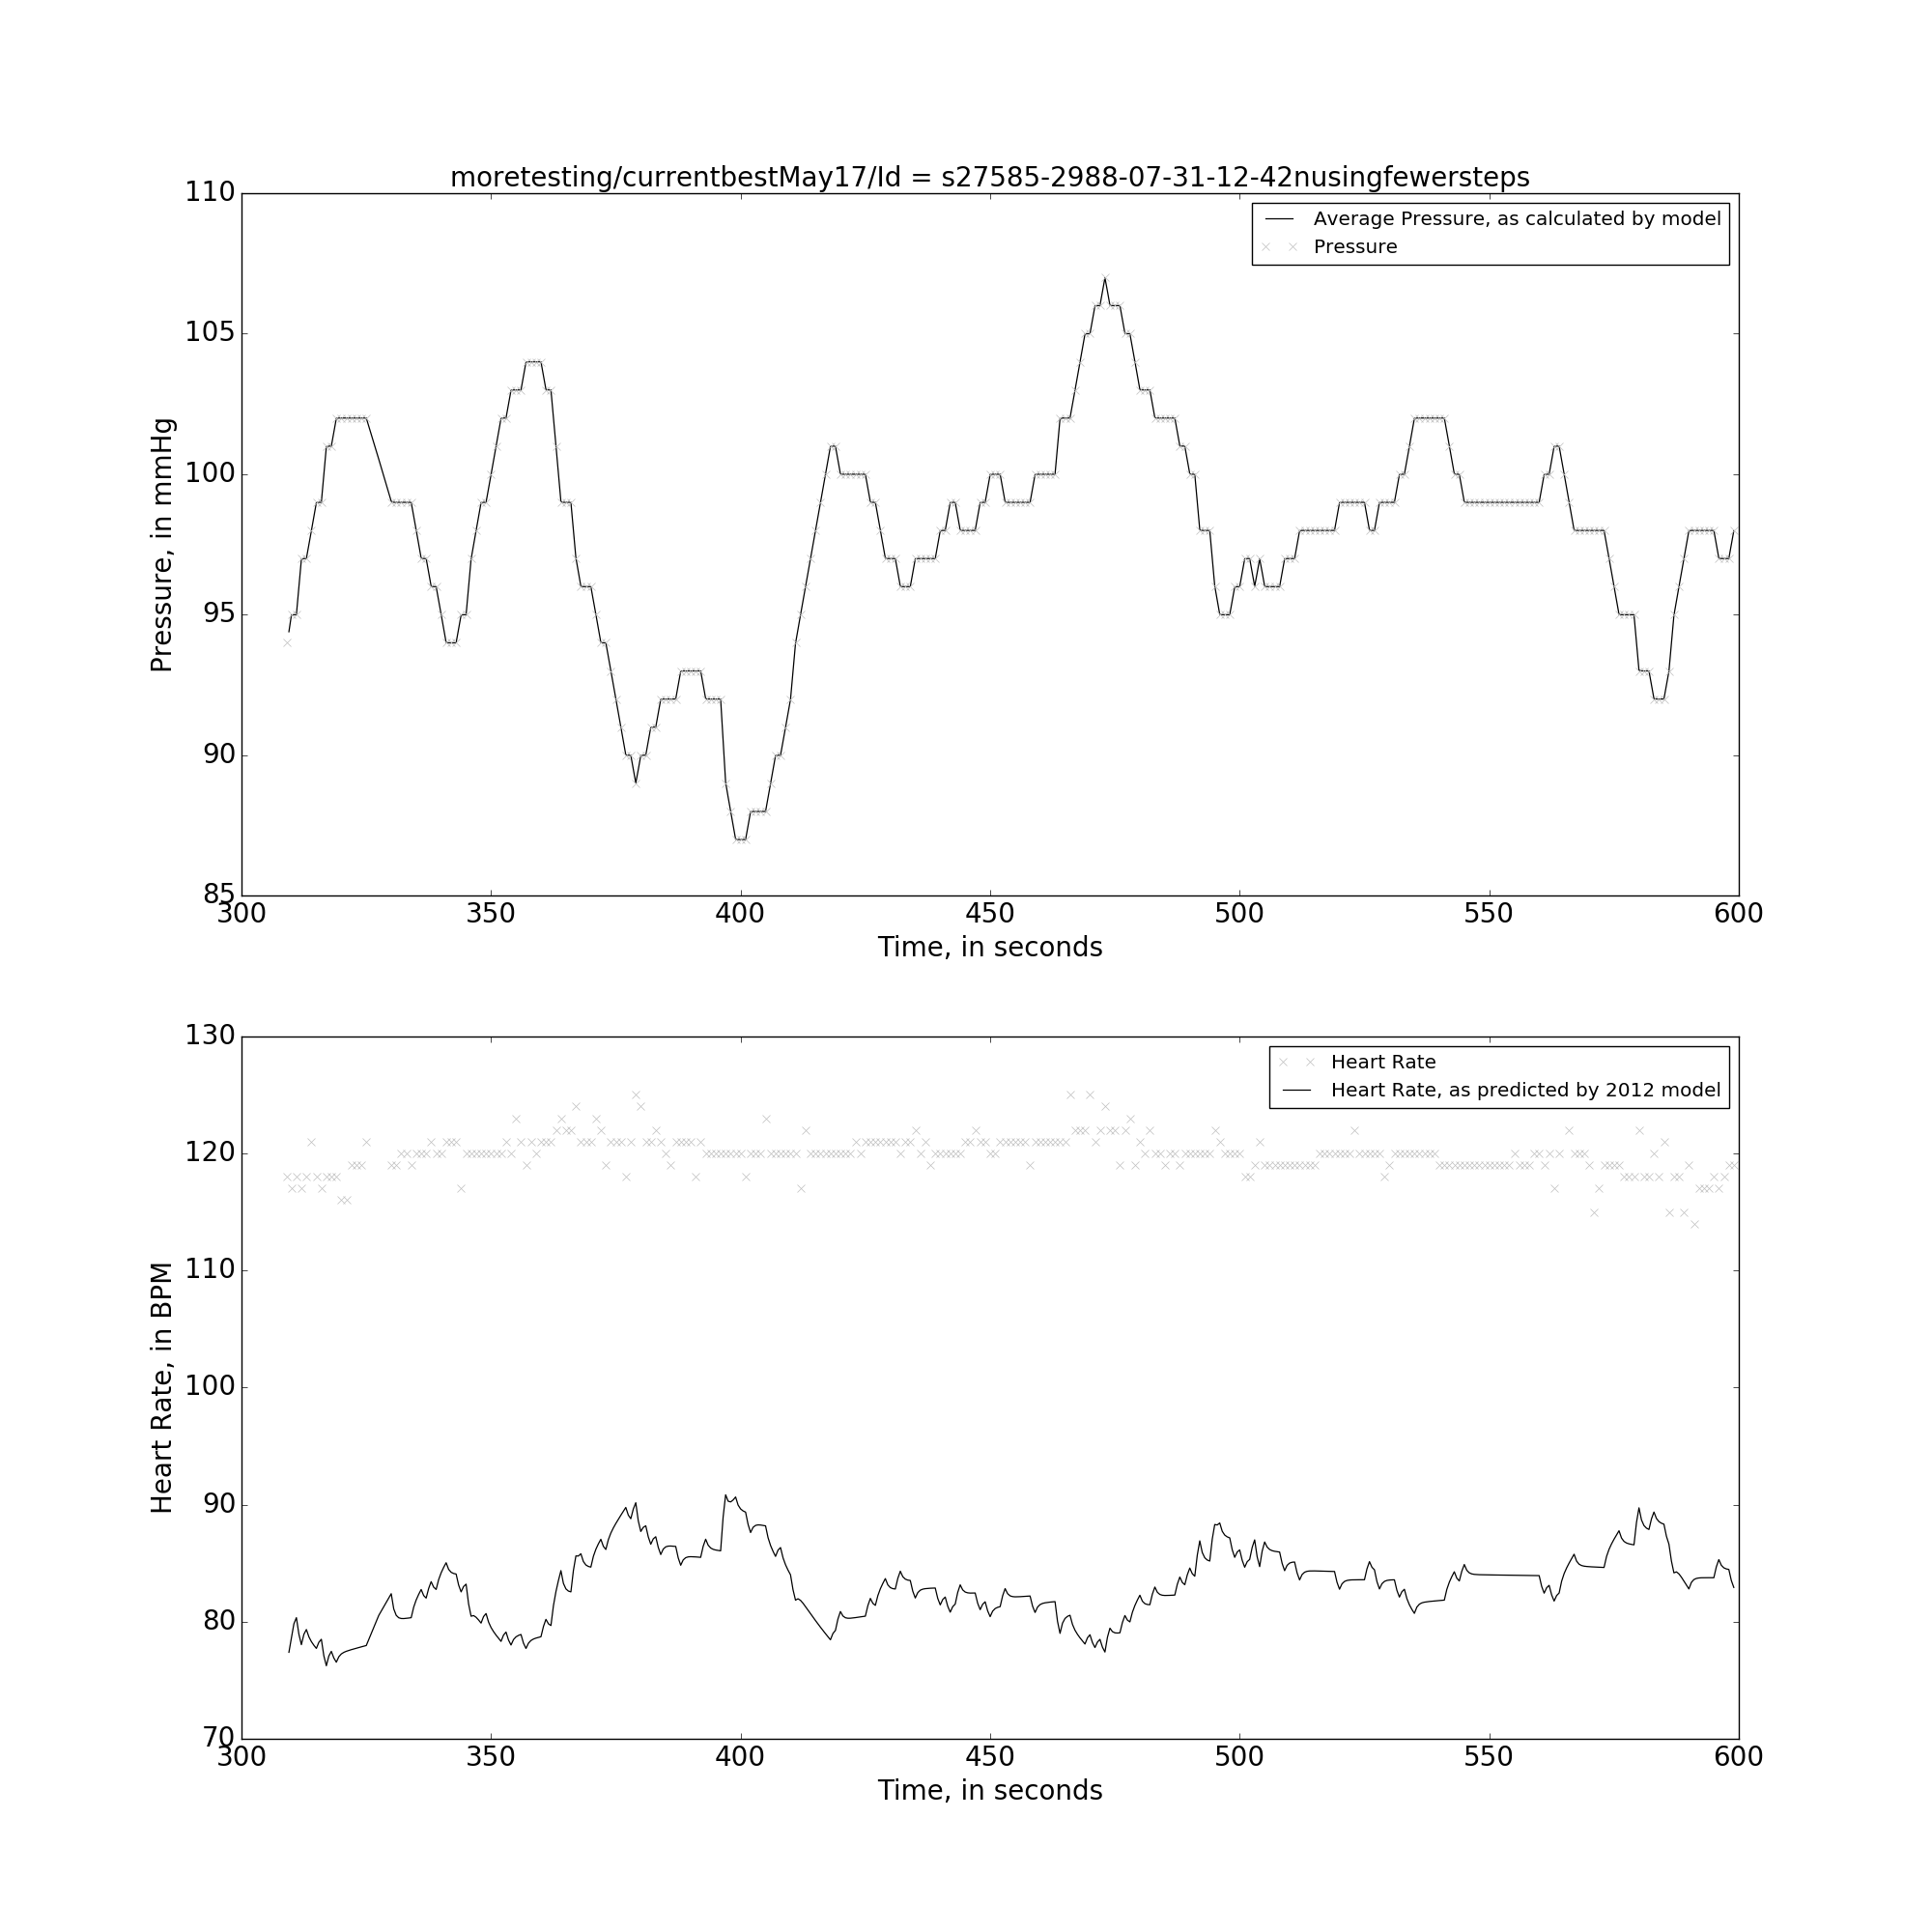 moretesting/currentbestMay17/Id = s27585-2988-07-31-12-42nusingfewersteps
110
105
100
95
90
85
Pressure, in mmHg
Average Pressure, as calculated by model
Pressure
300 350 400 450 500 550 600
Time, in seconds
130
120
110
100
90
80
70
Heart Rate, in BPM
Heart Rate
Heart Rate, as predicted by 2012 model
300 350 400 450 500 550 600
Time, in seconds